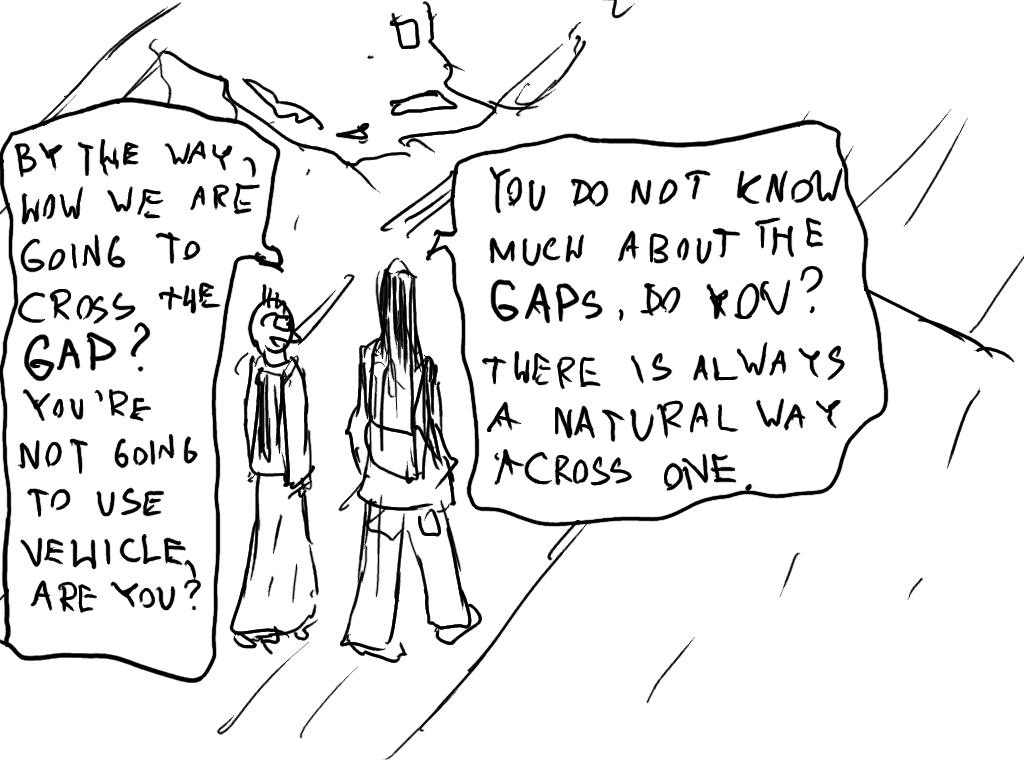 BY THE WAY,
HOW WE ARE
GOING TO
CROSS THE
GAP?
YOU'RE
NOT GOING
TO USE
VEHICLE,
ARE YOU?
YOU DO NOT KNOW
MUCH ABOUT THE
GAPS, DO YOU?
THERE IS ALWAYS
A NATURAL WAY
ACROSS ONE.